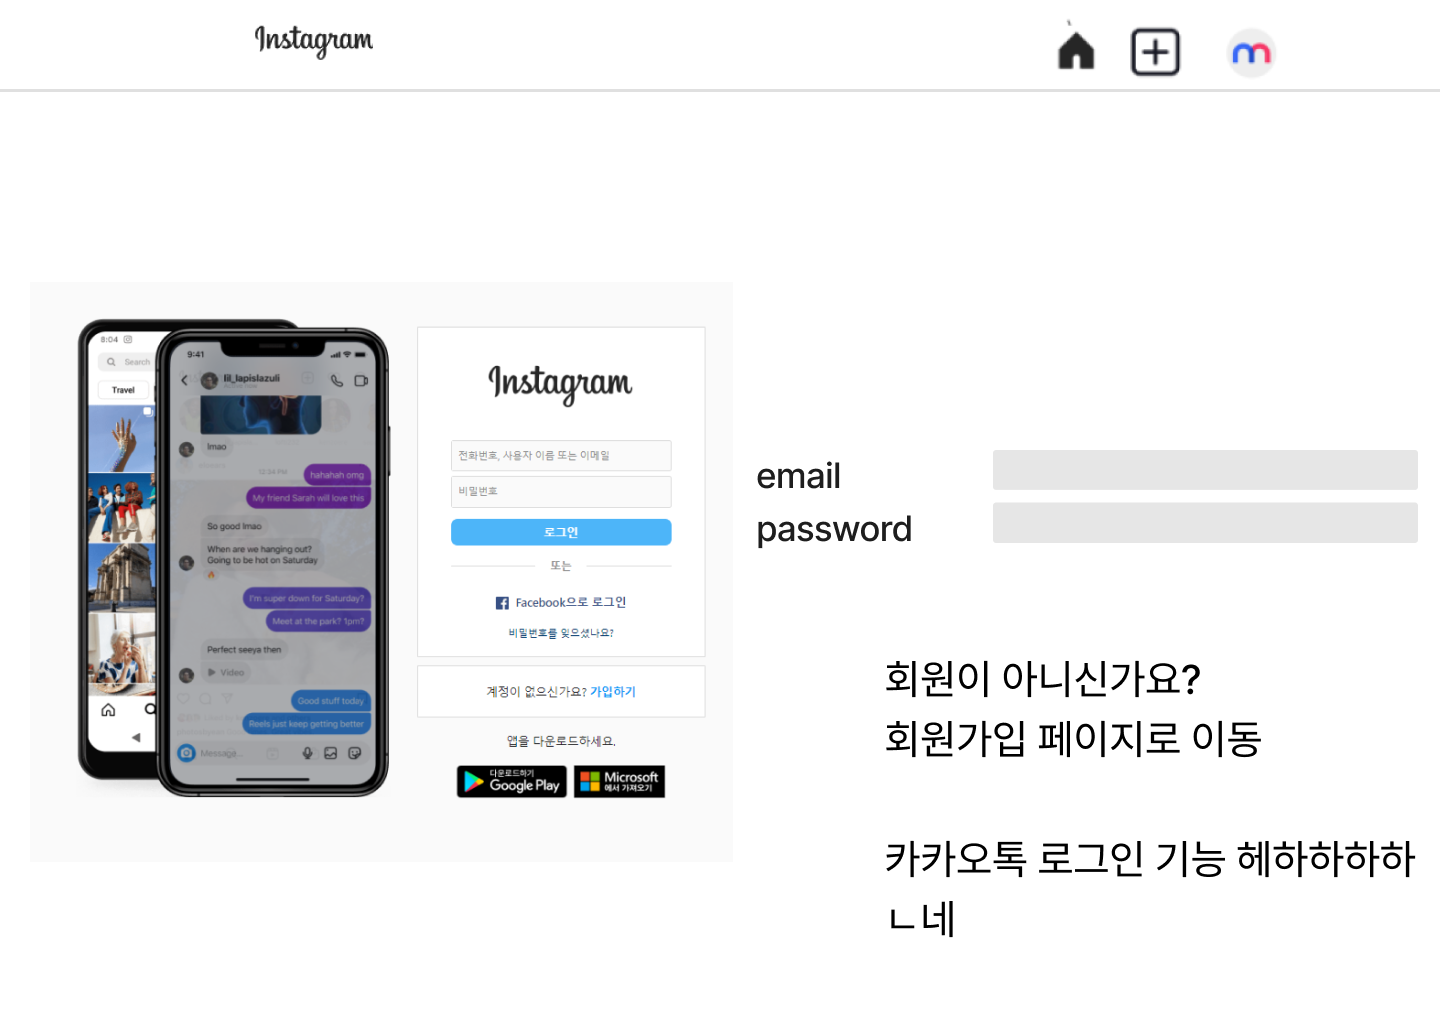 Instagram
8:04
Search
Travel
9:41
lil_lapislazuli
lmao
12:04 PM
hahahah omg
My friend Sarah will love this
So good lmao
When are we hanging out?
Going to be hot on Saturday
I'm super down for Saturday?
Meet at the park? 1pm?
Perfect seeya then
Video
Good stuff today
Reels just keep getting better
Messaga...
Instagram
전화번호, 사용자 이름 또는 이메일
비밀번호
로그인
또는
Facebook으로 로그인
비밀번호를 잊으셨나요?
계정이 없으신가요? 가입하기
앱을 다운로드하세요.
다운로드하기
Google Play
Microsoft
에서 가져오기
email
password
회원이 아니신가요?
회원가입 페이지로 이동
카카오톡 로그인 기능 헤하하하하
ㄴ네